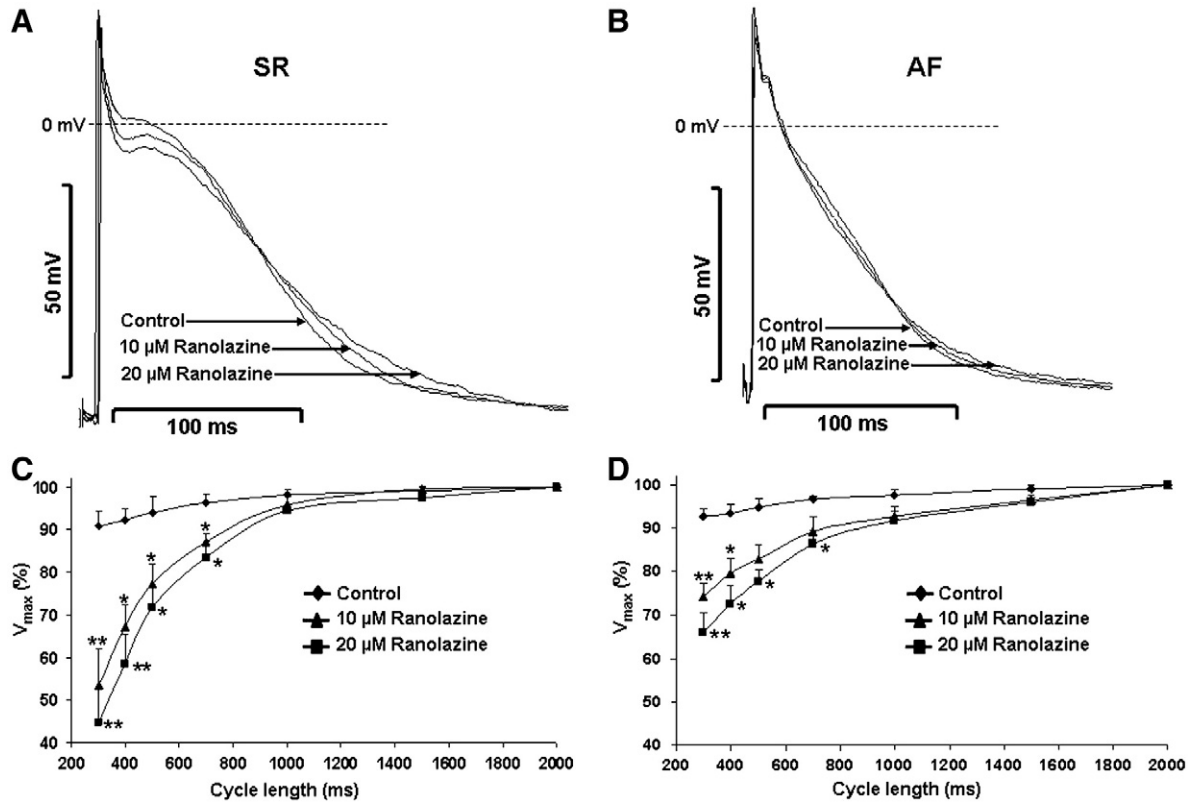 A
SR
0 mV
50 mV
Control
10 µM Ranolazine
20 µM Ranolazine
100 ms
B
AF
0 mV
50 mV
Control
10 µM Ranolazine
20 µM Ranolazine
100 ms
C
100
90
80
70
60
50
40
Vmax (%)
**
*
*
*
**
**
*
*
Control
10 µM Ranolazine
20 µM Ranolazine
200 400 600 800 1000 1200 1400 1600 1800 2000
Cycle length (ms)
D
100
90
80
70
60
50
40
Vmax (%)
**
*
**
*
*
*
Control
10 µM Ranolazine
20 µM Ranolazine
200 400 600 800 1000 1200 1400 1600 1800 2000
Cycle length (ms)